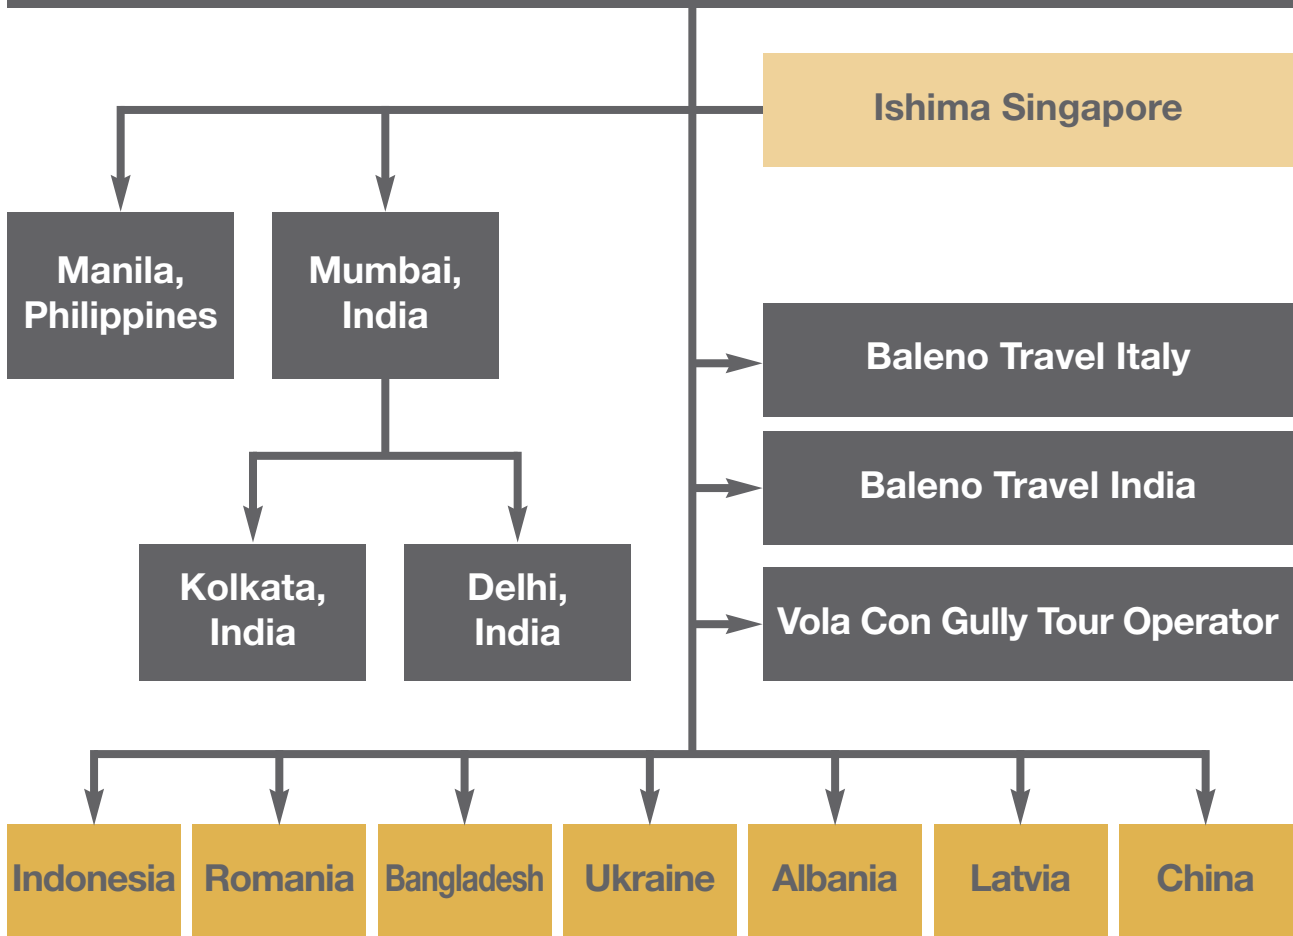 Ishima Singapore
Manila,
Philippines
Mumbai,
India
Baleno Travel Italy
Baleno Travel India
Kolkata,
India
Delhi,
India
Vola Con Gully Tour Operator
Indonesia
Romania
Bangladesh
Ukraine
Albania
Latvia
China